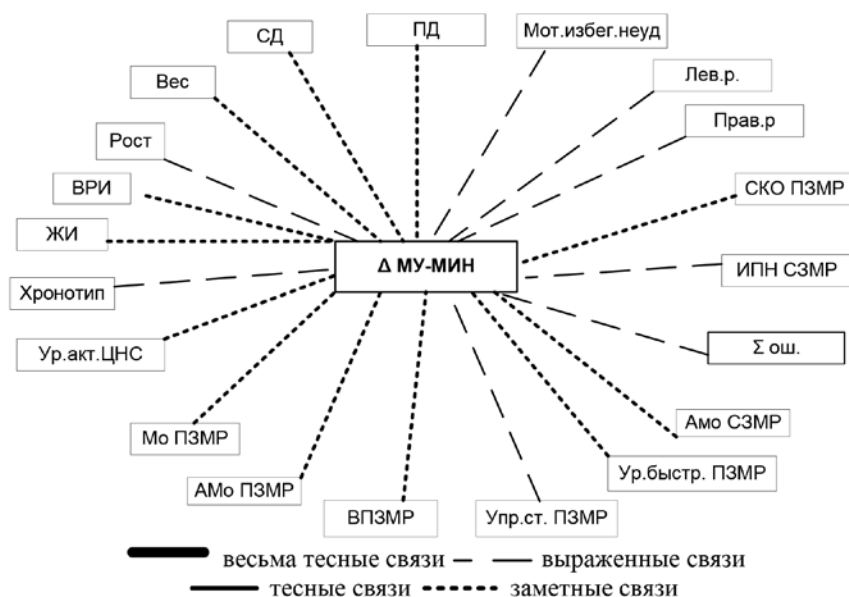 СД
ПД
Мот.избег.неуд
Вес
Лев.р.
Рост
Прав.р
ВРИ
СКО ПЗМР
ЖИ
Δ МУ-МИН
Хронотип
ИПН СЗМР
Ур.акт.ЦНС
Σ ош.
Мо ПЗМР
Амо СЗМР
АМо ПЗМР
Ур.быстр. ПЗМР
ВПЗМР
Упр.ст. ПЗМР
весьма тесные связи
выраженные связи
тесные связи
заметные связи